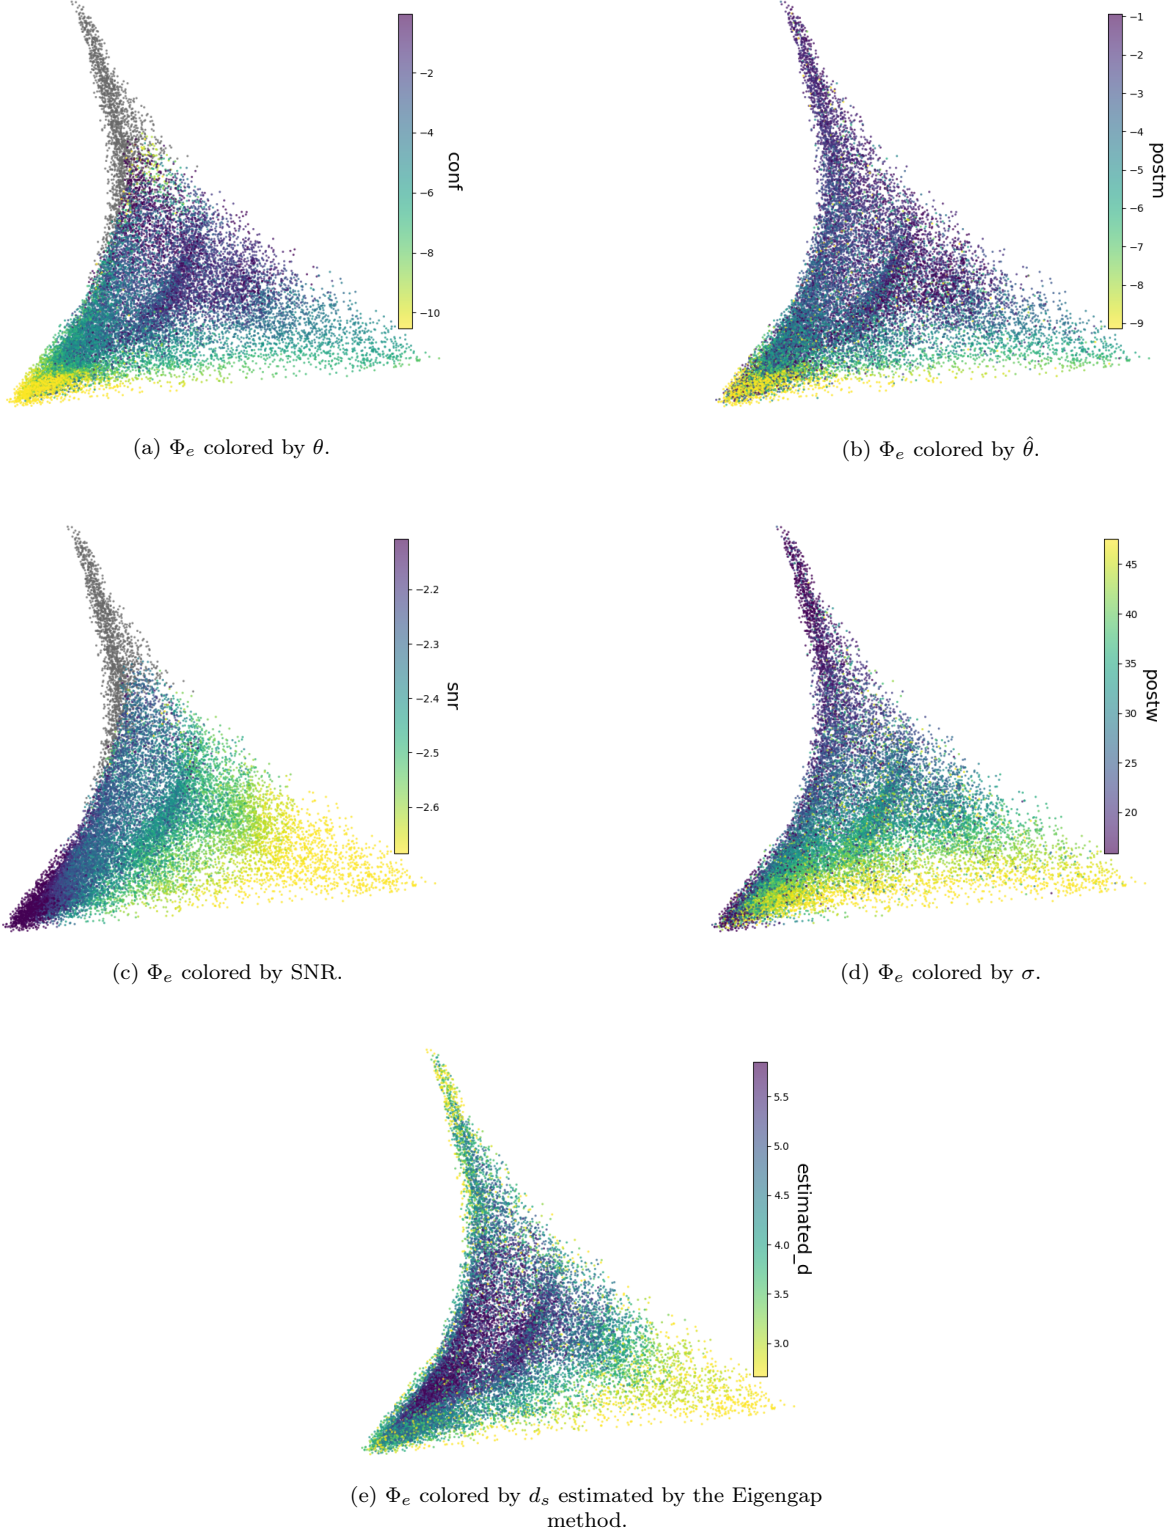 −2
−4
−6
−8
−10
conf
−1
−2
−3
−4
−5
−6
−7
−8
−9
postm
(a) Φe colored by θ.
(b) Φe colored by θ̂.
−2.2
−2.3
−2.4
−2.5
−2.6
snr
45
40
35
30
25
20
postw
(c) Φe colored by SNR.
(d) Φe colored by σ.
5.5
5.0
4.5
4.0
3.5
3.0
estimated_d
(e) Φe colored by ds estimated by the Eigengap
method.